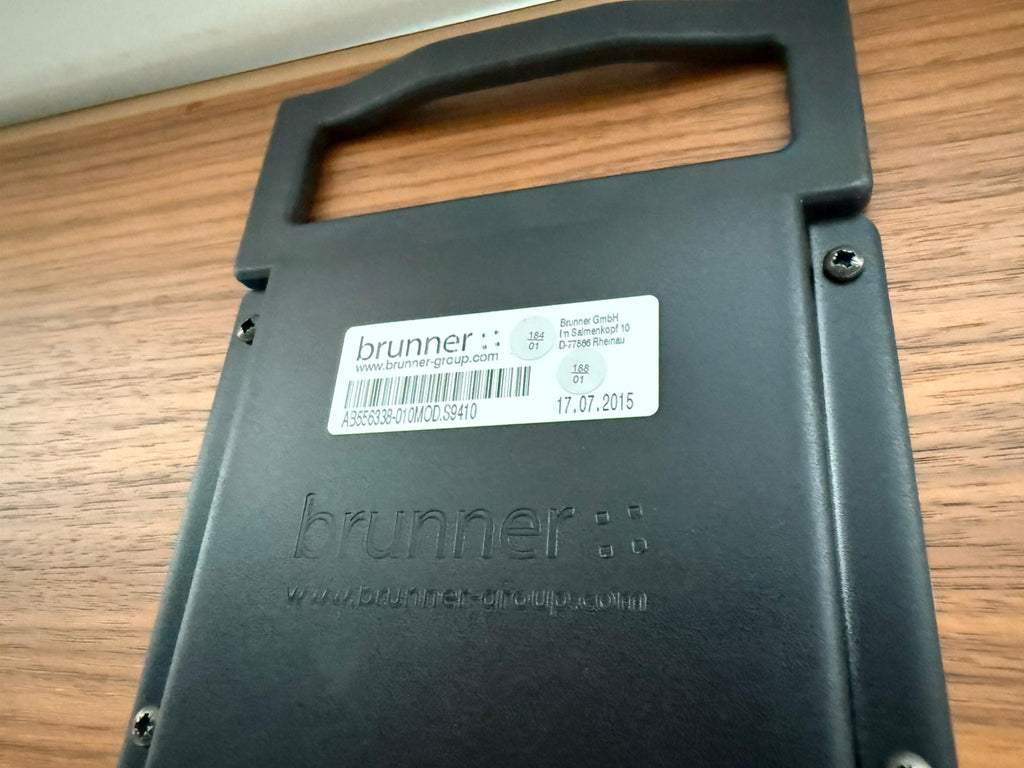 brunner ::
www.brunner-group.com
184
01
Brunner GmbH
Im Salmenkopf 10
D-77866 Rheinau
188
01
AB556338-010MOD.S9410
17.07.2015
brunner ::
www.brunner-group.com